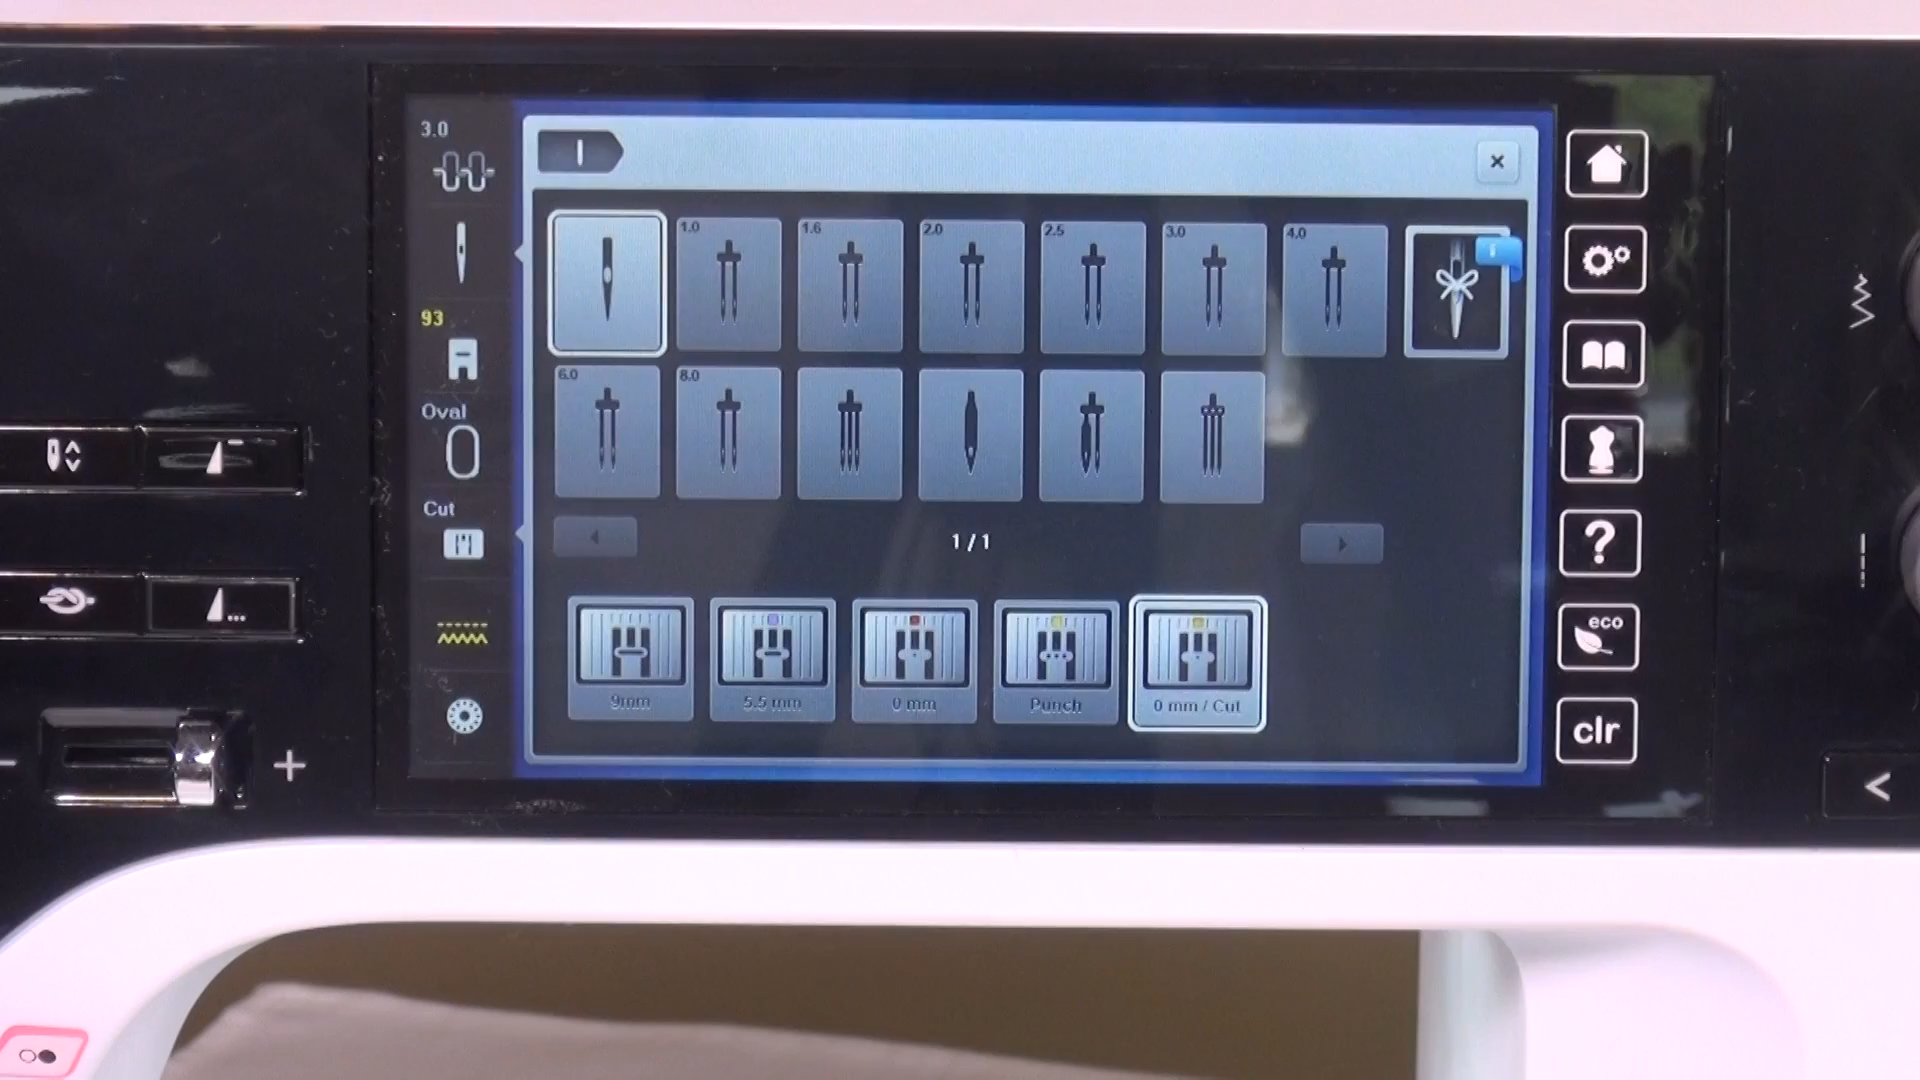 3.0
1.0
1.6
2.0
2.5
3.0
4.0
i
93
Oval
6.0
8.0
Cut
1 / 1
9mm
5.5 mm
0 mm
Punch
0 mm / Cut
?
eco
clr